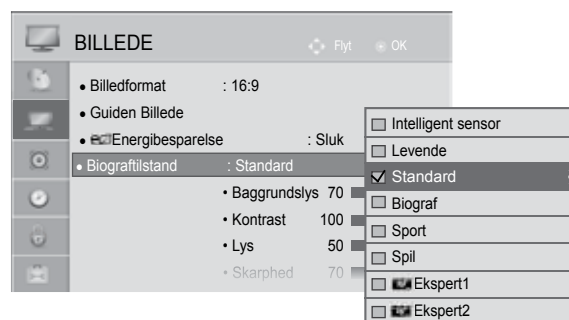 BILLEDE
Flyt
OK
• Billedformat : 16:9
• Guiden Billede
• Energibesparelse : Sluk
• Biograftilstand : Standard
• Baggrundslys 70
• Kontrast 100
• Lys 50
• Skarphed 70
Intelligent sensor
Levende
Standard
Biograf
Sport
Spil
Ekspert1
Ekspert2